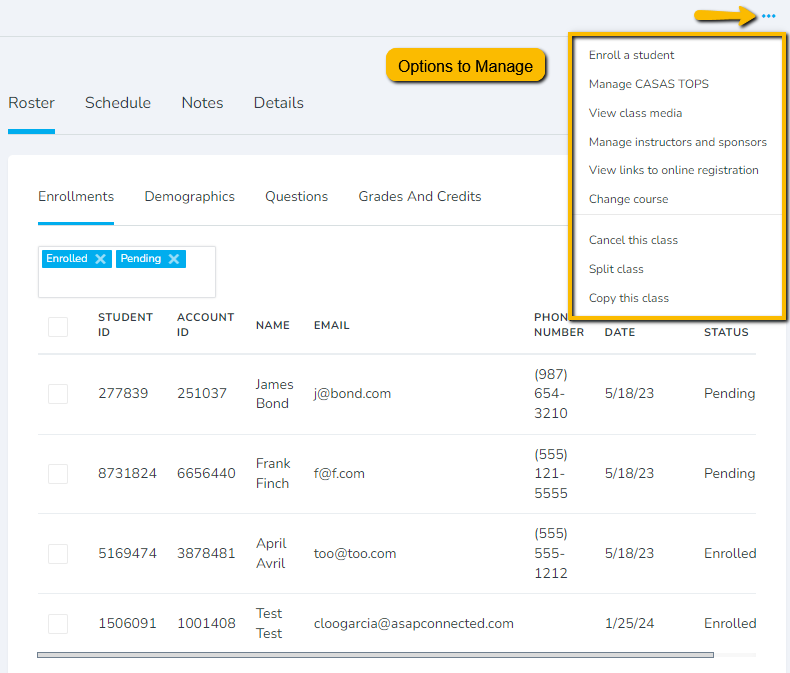 •••
Options to Manage
Enroll a student
Manage CASAS TOPS
View class media
Manage instructors and sponsors
View links to online registration
Change course
Cancel this class
Split class
Copy this class
Roster Schedule Notes Details
Enrollments Demographics Questions Grades And Credits
Enrolled Pending
STUDENT ID ACCOUNT ID NAME EMAIL PHON NUMBER DATE STATUS
277839 251037 James Bond j@bond.com (987) 654-3210 5/18/23 Pending
8731824 6656440 Frank Finch f@f.com (555) 121-5555 5/18/23 Pending
5169474 3878481 April Avril too@too.com (555) 555-1212 5/18/23 Enrolled
1506091 1001408 Test Test cloogarcia@asapconnected.com 1/25/24 Enrolled